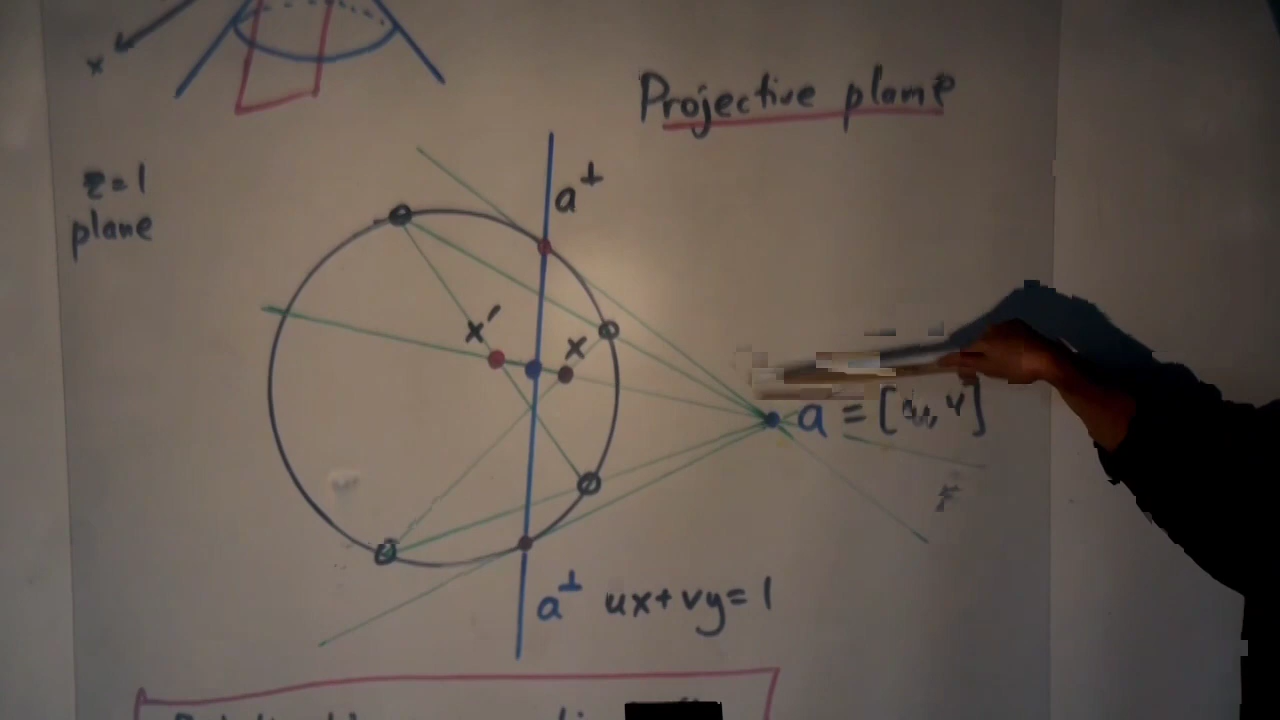 x
Projective plane
z=1
plane
a⊥
x′
x
a = [u, v]
a⊥ ux+vy=1